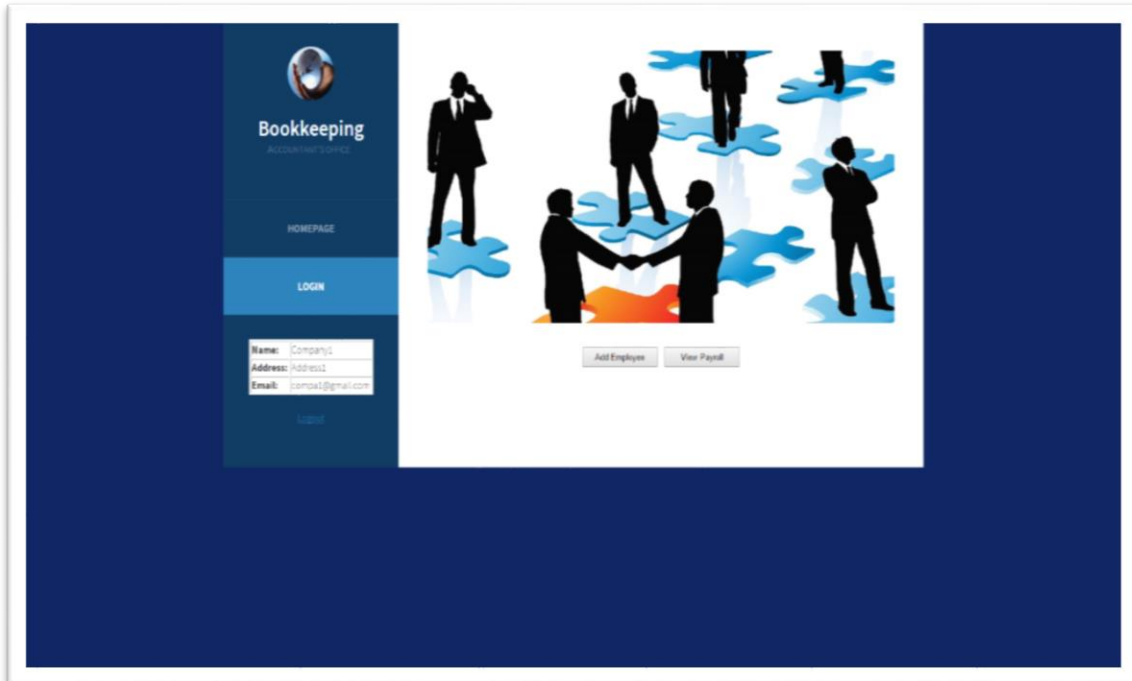 Bookkeeping
ACCOUNTANT'S OFFICE
HOMEPAGE
LOGIN
Name: Company1
Address: Address1
Email: compa1@gmail.com
Logout
Add Employee View Payroll